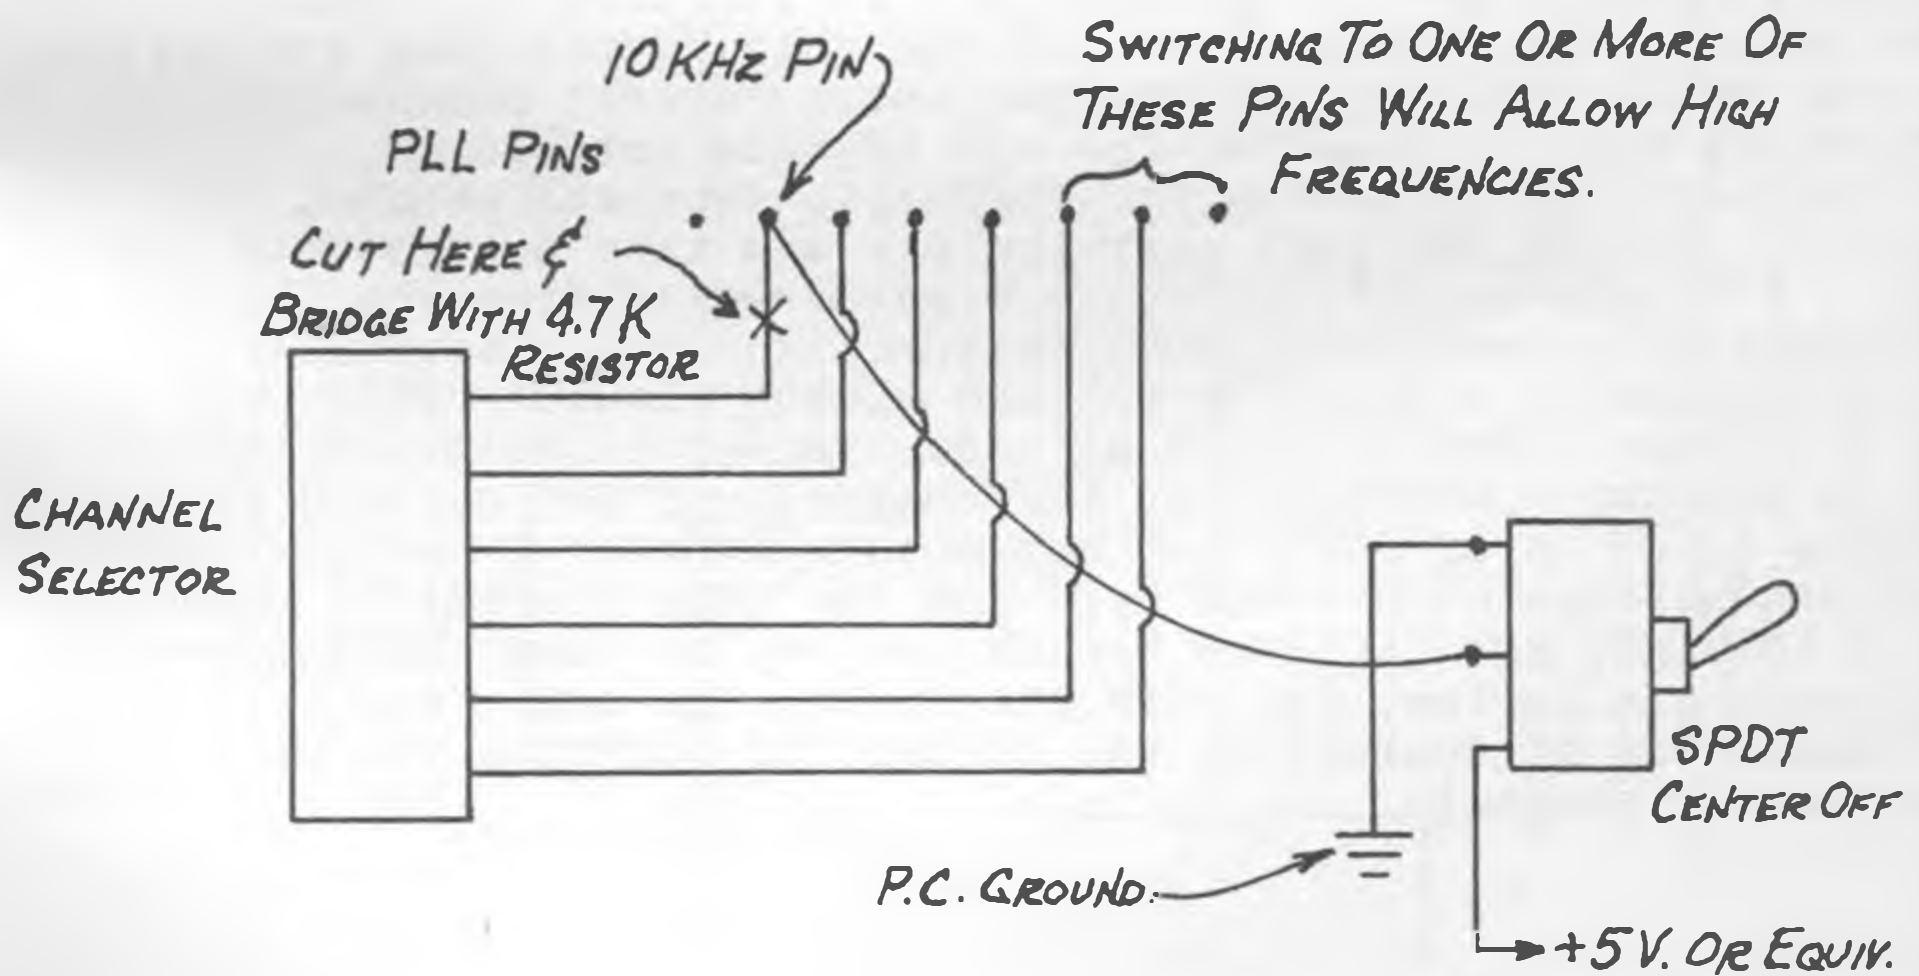 10 KHZ PIN
SWITCHING TO ONE OR MORE OF
THESE PINS WILL ALLOW HIGH
FREQUENCIES.
PLL PINS
CUT HERE &
BRIDGE WITH 4.7 K
RESISTOR
CHANNEL
SELECTOR
SPDT
CENTER OFF
P.C. GROUND.
+5 V. OR EQUIV.